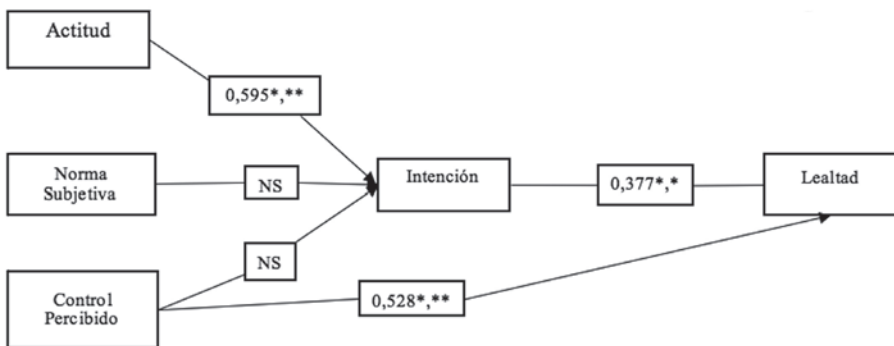 Actitud
0,595*,**
Norma
Subjetiva
NS
Intención
0,377*,*
Lealtad
NS
Control
Percibido
0,528*,**